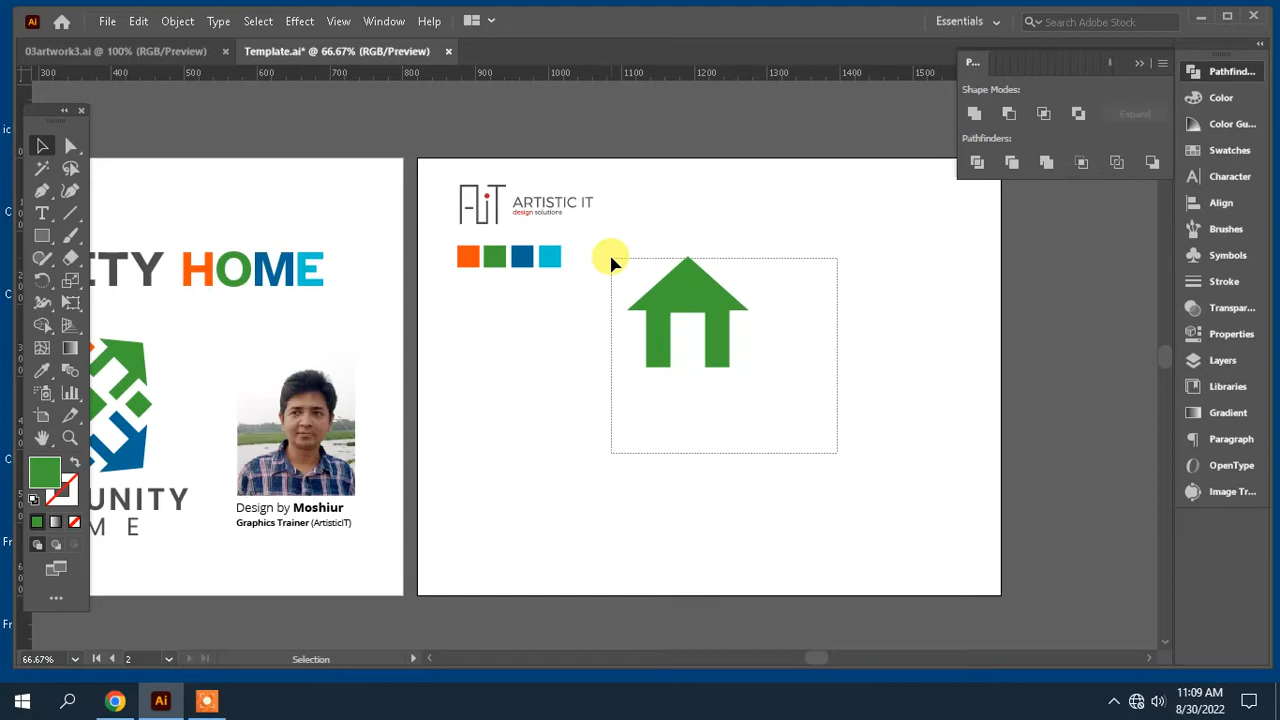 Ai File Edit Object Type Select Effect View Window Help Essentials Search Adobe Stock
03artwork3.ai @ 100% (RGB/Preview) × Template.ai* @ 66.67% (RGB/Preview) ×
300 400 500 600 700 800 900 1000 1100 1200 1300 1400 1500
P...
Shape Modes:
Expand
Pathfinders:
Pathfin...
Color
Color Gu...
Swatches
Character
Align
Brushes
Symbols
Stroke
Transpar...
Properties
Layers
Libraries
Gradient
Paragraph
OpenType
Image Tr...
ITY HOME
UNITY
M E
Design by Moshiur
Graphics Trainer (ArtisticIT)
AiT ARTISTIC IT
design solutions
66.67% 2 Selection
Ai
11:09 AM
8/30/2022